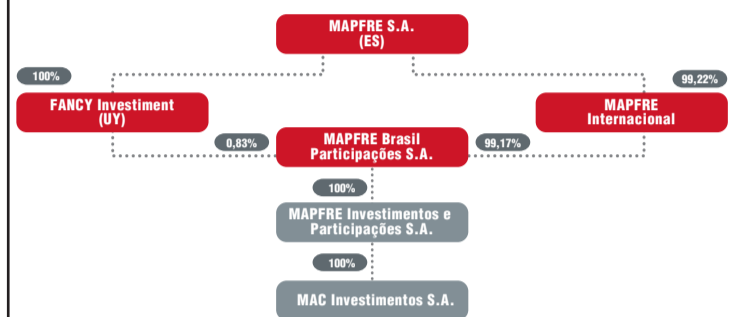 MAPFRE S.A.
(ES)
100%
99,22%
FANCY Investiment
(UY)
MAPFRE
Internacional
0,83%
MAPFRE Brasil
Participações S.A.
99,17%
100%
MAPFRE Investimentos e
Participações S.A.
100%
MAC Investimentos S.A.